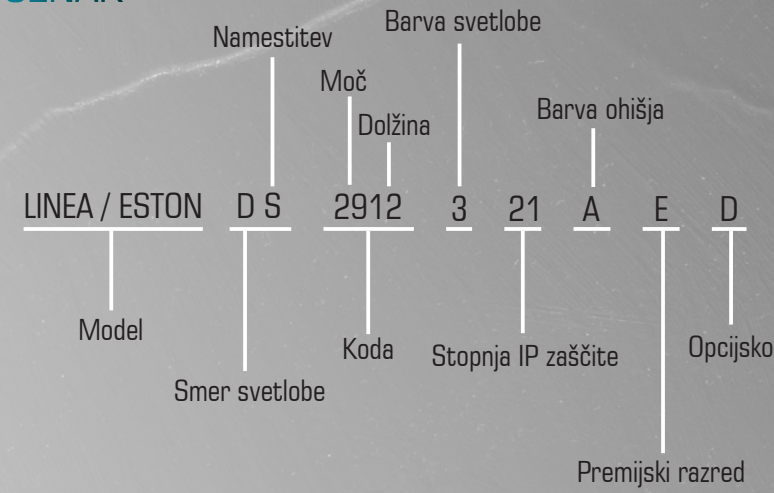 Barva svetlobe
Namestitev
Moč
Barva ohišja
Dolžina
LINEA / ESTON D S 2912 3 21 A E D
Model
Koda
Stopnja IP zaščite
Opcijsko
Smer svetlobe
Premijski razred